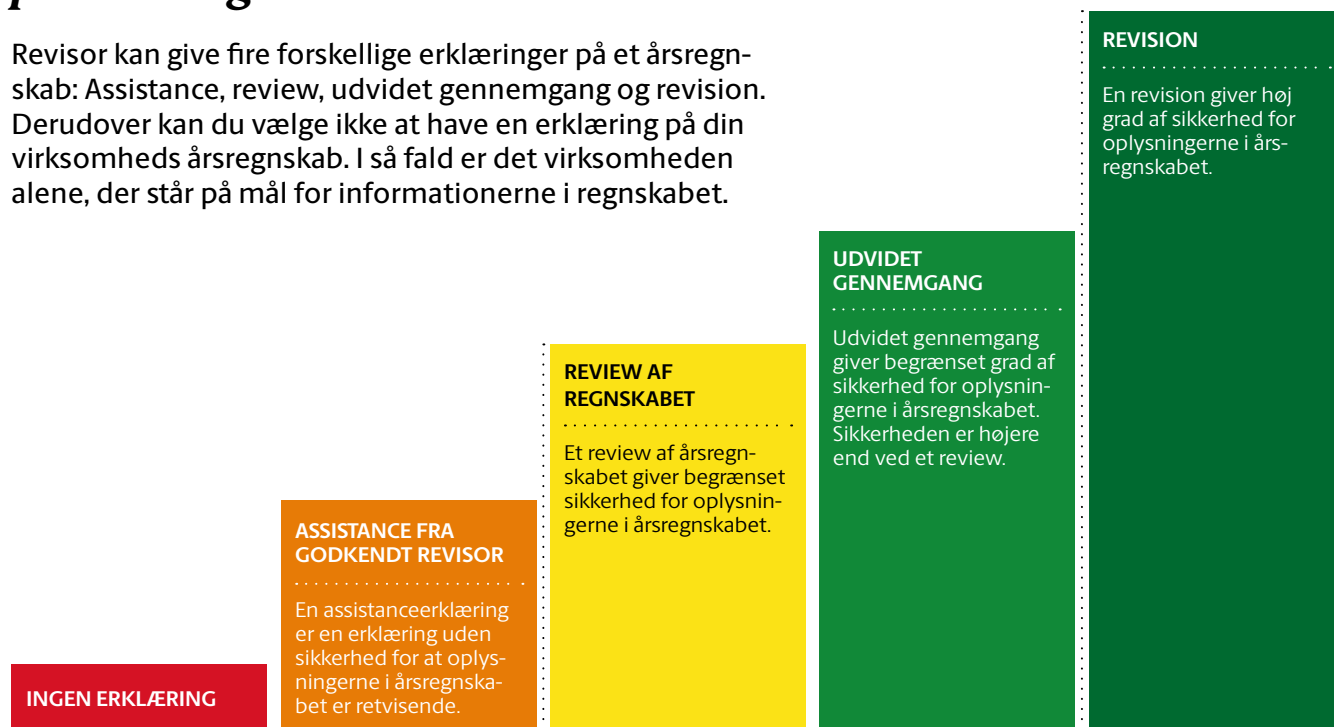 Revisor kan give fire forskellige erklæringer på et årsregn-
skab: Assistance, review, udvidet gennemgang og revision.
Derudover kan du vælge ikke at have en erklæring på din
virksomheds årsregnskab. I så fald er det virksomheden
alene, der står på mål for informationerne i regnskabet.
INGEN ERKLÆRING
ASSISTANCE FRA
GODKENDT REVISOR
En assistanceerklæring
er en erklæring uden
sikkerhed for at oplys-
ningerne i årsregnska-
bet er retvisende.
REVIEW AF
REGNSKABET
Et review af årsregn-
skabet giver begrænset
sikkerhed for oplysnin-
gerne i årsregnskabet.
UDVIDET
GENNEMGANG
Udvidet gennemgang
giver begrænset grad af
sikkerhed for oplysnin-
gerne i årsregnskabet.
Sikkerheden er højere
end ved et review.
REVISION
En revision giver høj
grad af sikkerhed for
oplysningerne i års-
regnskabet.